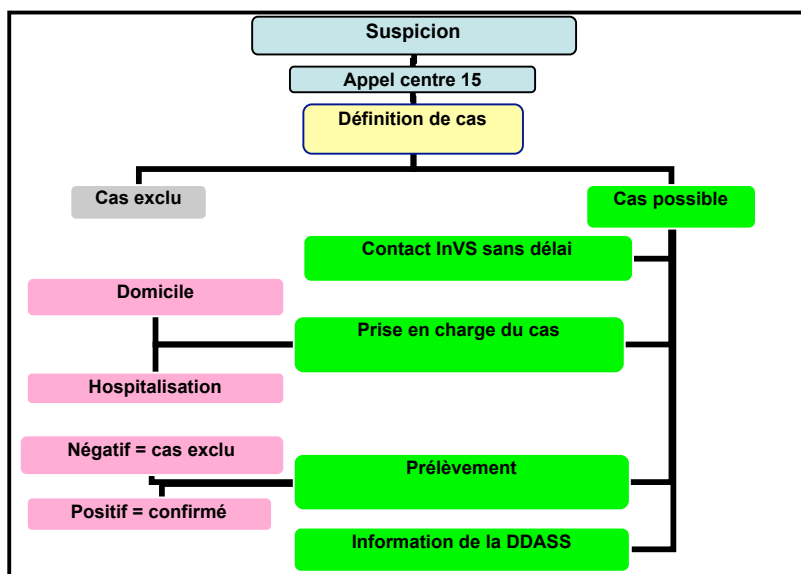 Suspicion
Appel centre 15
Définition de cas
Cas exclu
Cas possible
Contact InVS sans délai
Domicile
Prise en charge du cas
Hospitalisation
Négatif = cas exclu
Prélèvement
Positif = confirmé
Information de la DDASS